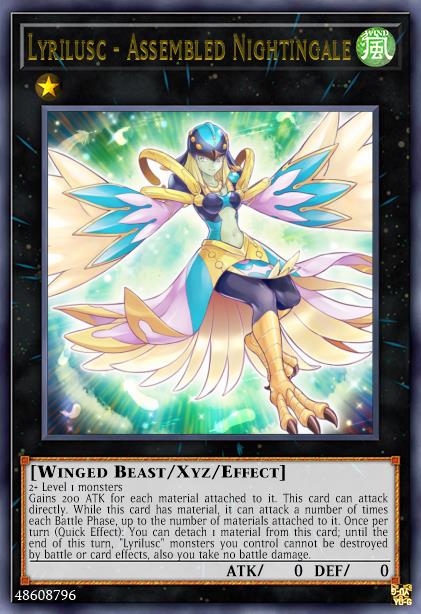 Lyrilusc - Assembled Nightingale
WIND
風
[Winged Beast/Xyz/Effect]
2+ Level 1 monsters
Gains 200 ATK for each material attached to it. This card can attack
directly. While this card has material, it can attack a number of times
each Battle Phase, up to the number of materials attached to it. Once per
turn (Quick Effect): You can detach 1 material from this card; until the
end of this turn, "Lyrilusc" monsters you control cannot be destroyed
by battle or card effects, also you take no battle damage.
ATK/ 0 DEF/ 0
48608796